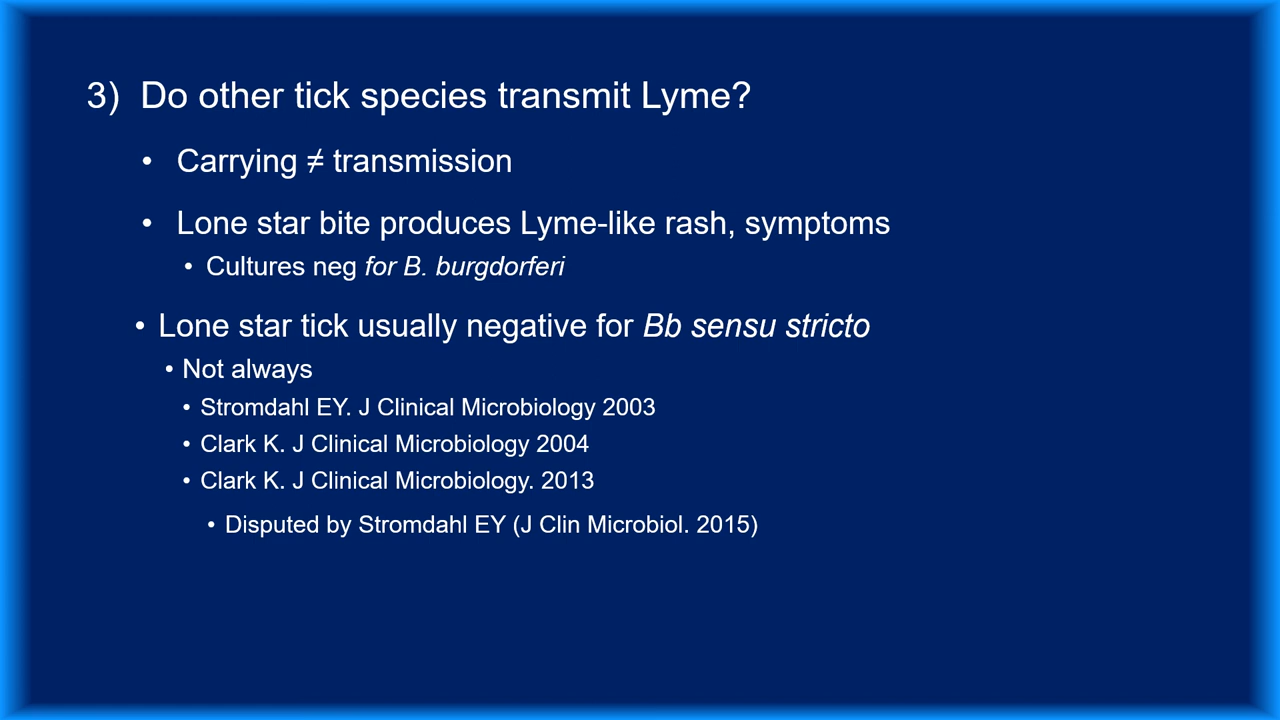 3) Do other tick species transmit Lyme?
• Carrying ≠ transmission
• Lone star bite produces Lyme-like rash, symptoms
• Cultures neg for B. burgdorferi
• Lone star tick usually negative for Bb sensu stricto
• Not always
• Stromdahl EY. J Clinical Microbiology 2003
• Clark K. J Clinical Microbiology 2004
• Clark K. J Clinical Microbiology. 2013
• Disputed by Stromdahl EY (J Clin Microbiol. 2015)